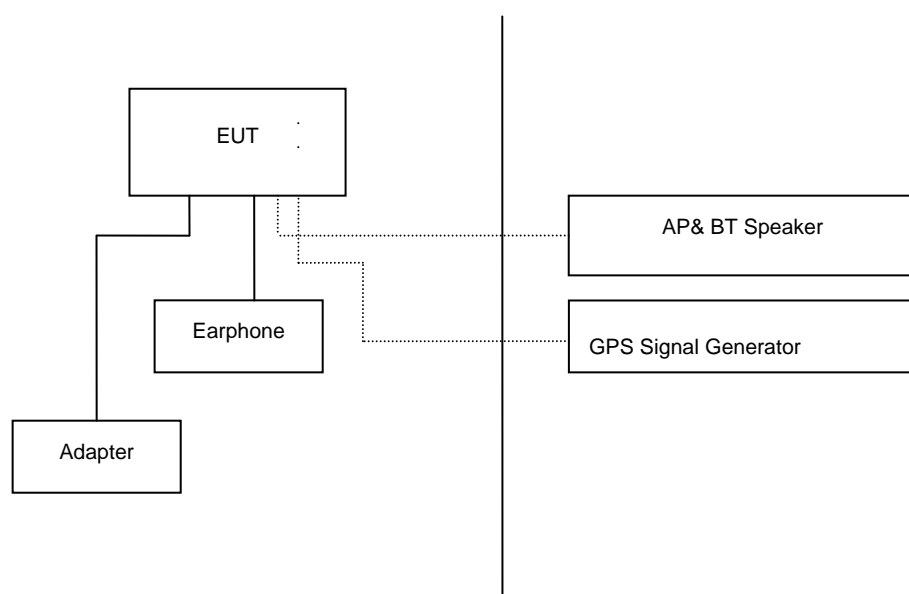 EUT
AP& BT Speaker
Earphone
GPS Signal Generator
Adapter